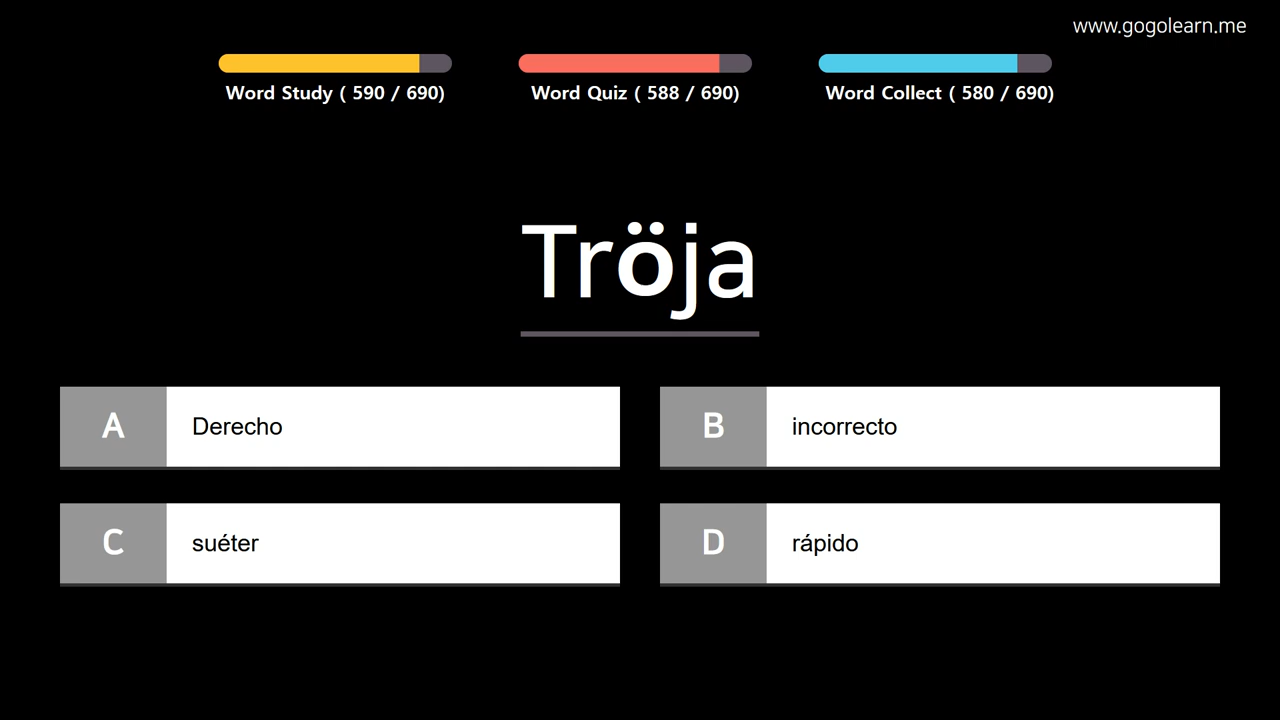 www.gogolearn.me
Word Study ( 590 / 690)
Word Quiz ( 588 / 690)
Word Collect ( 580 / 690)
Tröja
A Derecho
B incorrecto
C suéter
D rápido